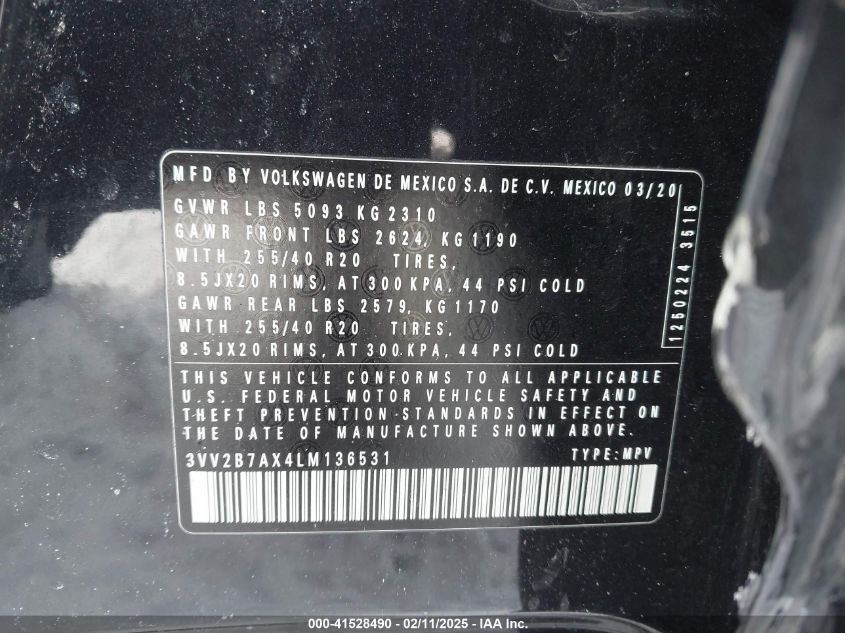 MFD BY VOLKSWAGEN DE MEXICO S.A. DE C.V. MEXICO 03/20
GVWR LBS 5093 KG 2310
GAWR FRONT LBS 2624, KG 1190
WITH 255/40 R20 TIRES,
8.5JX20 RIMS, AT 300 KPA, 44 PSI COLD
GAWR REAR LBS 2579, KG 1170
WITH 255/40 R20 TIRES,
8.5JX20 RIMS, AT 300 KPA, 44 PSI COLD
1250224 3515
THIS VEHICLE CONFORMS TO ALL APPLICABLE
U.S. FEDERAL MOTOR VEHICLE SAFETY AND
THEFT PREVENTION STANDARDS IN EFFECT ON
THE DATE OF MANUFACTURE SHOWN ABOVE.
3VV2B7AX4LM136531 TYPE: MPV
000-41528490 - 02/11/2025 - IAA Inc.